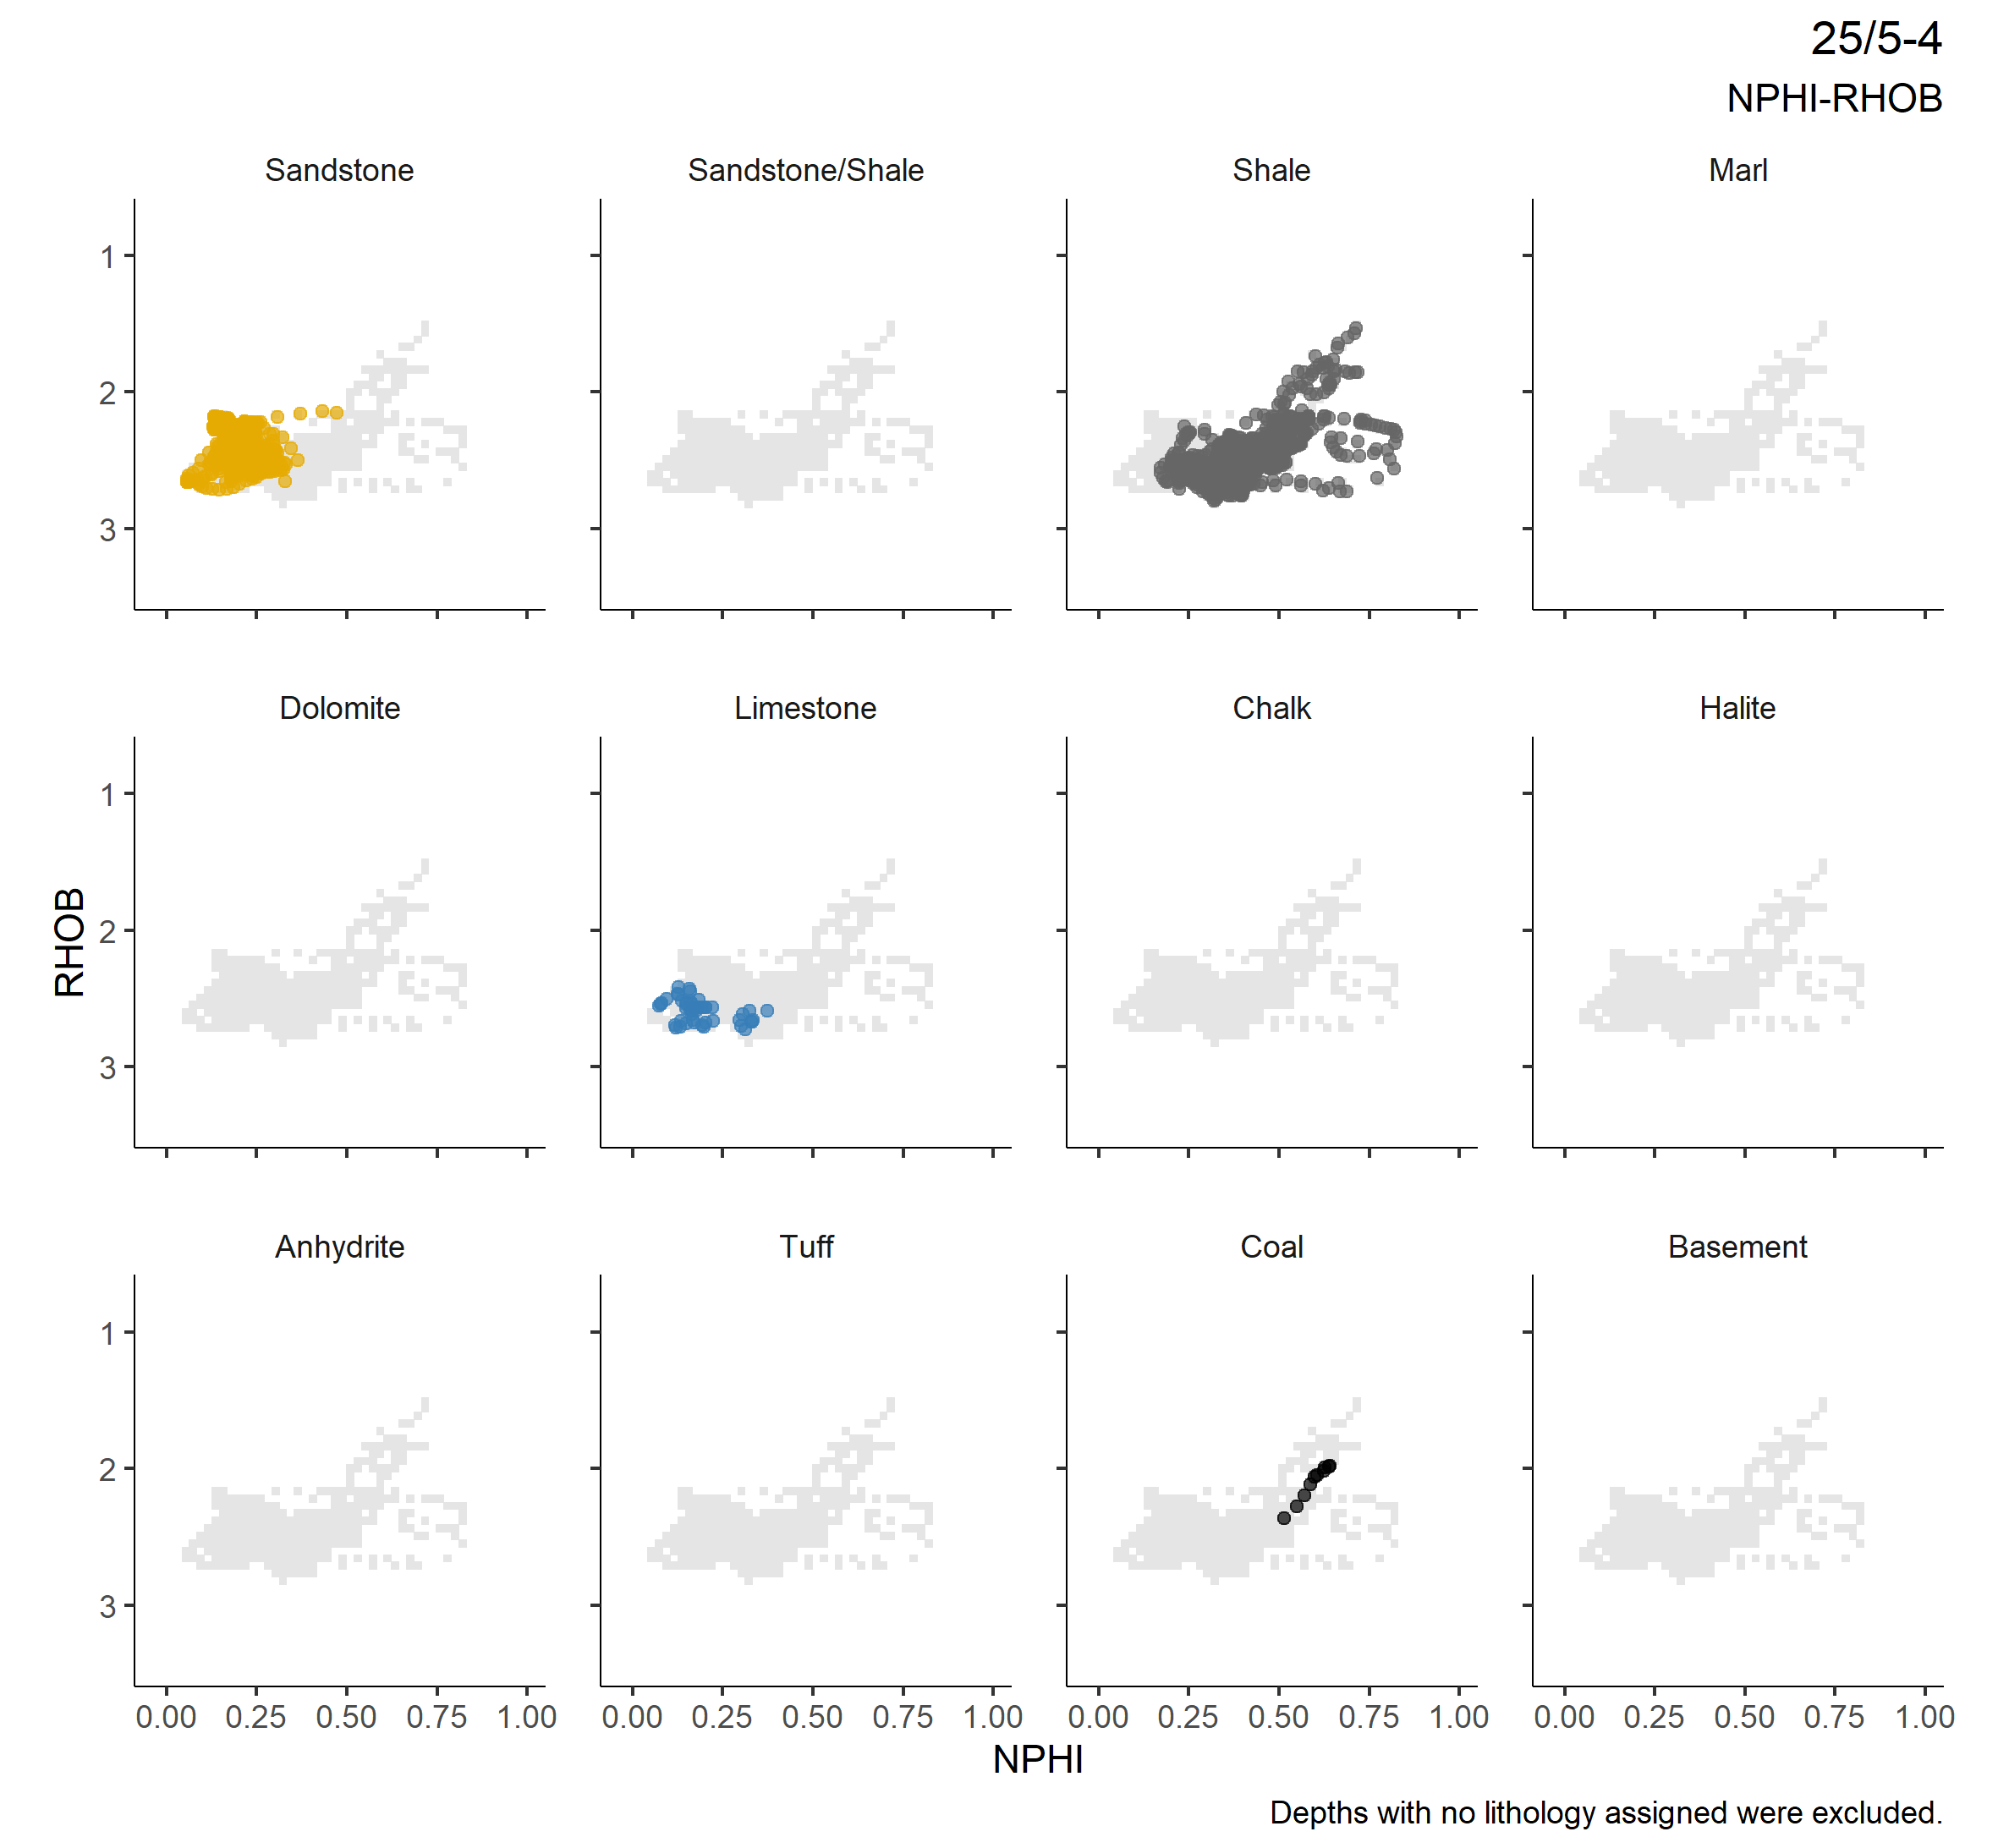 25/5-4
NPHI-RHOB
Sandstone
Sandstone/Shale
Shale
Marl
1
2
3
Dolomite
Limestone
Chalk
Halite
1
2
3
RHOB
Anhydrite
Tuff
Coal
Basement
1
2
3
0.00 0.25 0.50 0.75 1.00
0.00 0.25 0.50 0.75 1.00
0.00 0.25 0.50 0.75 1.00
0.00 0.25 0.50 0.75 1.00
NPHI
Depths with no lithology assigned were excluded.